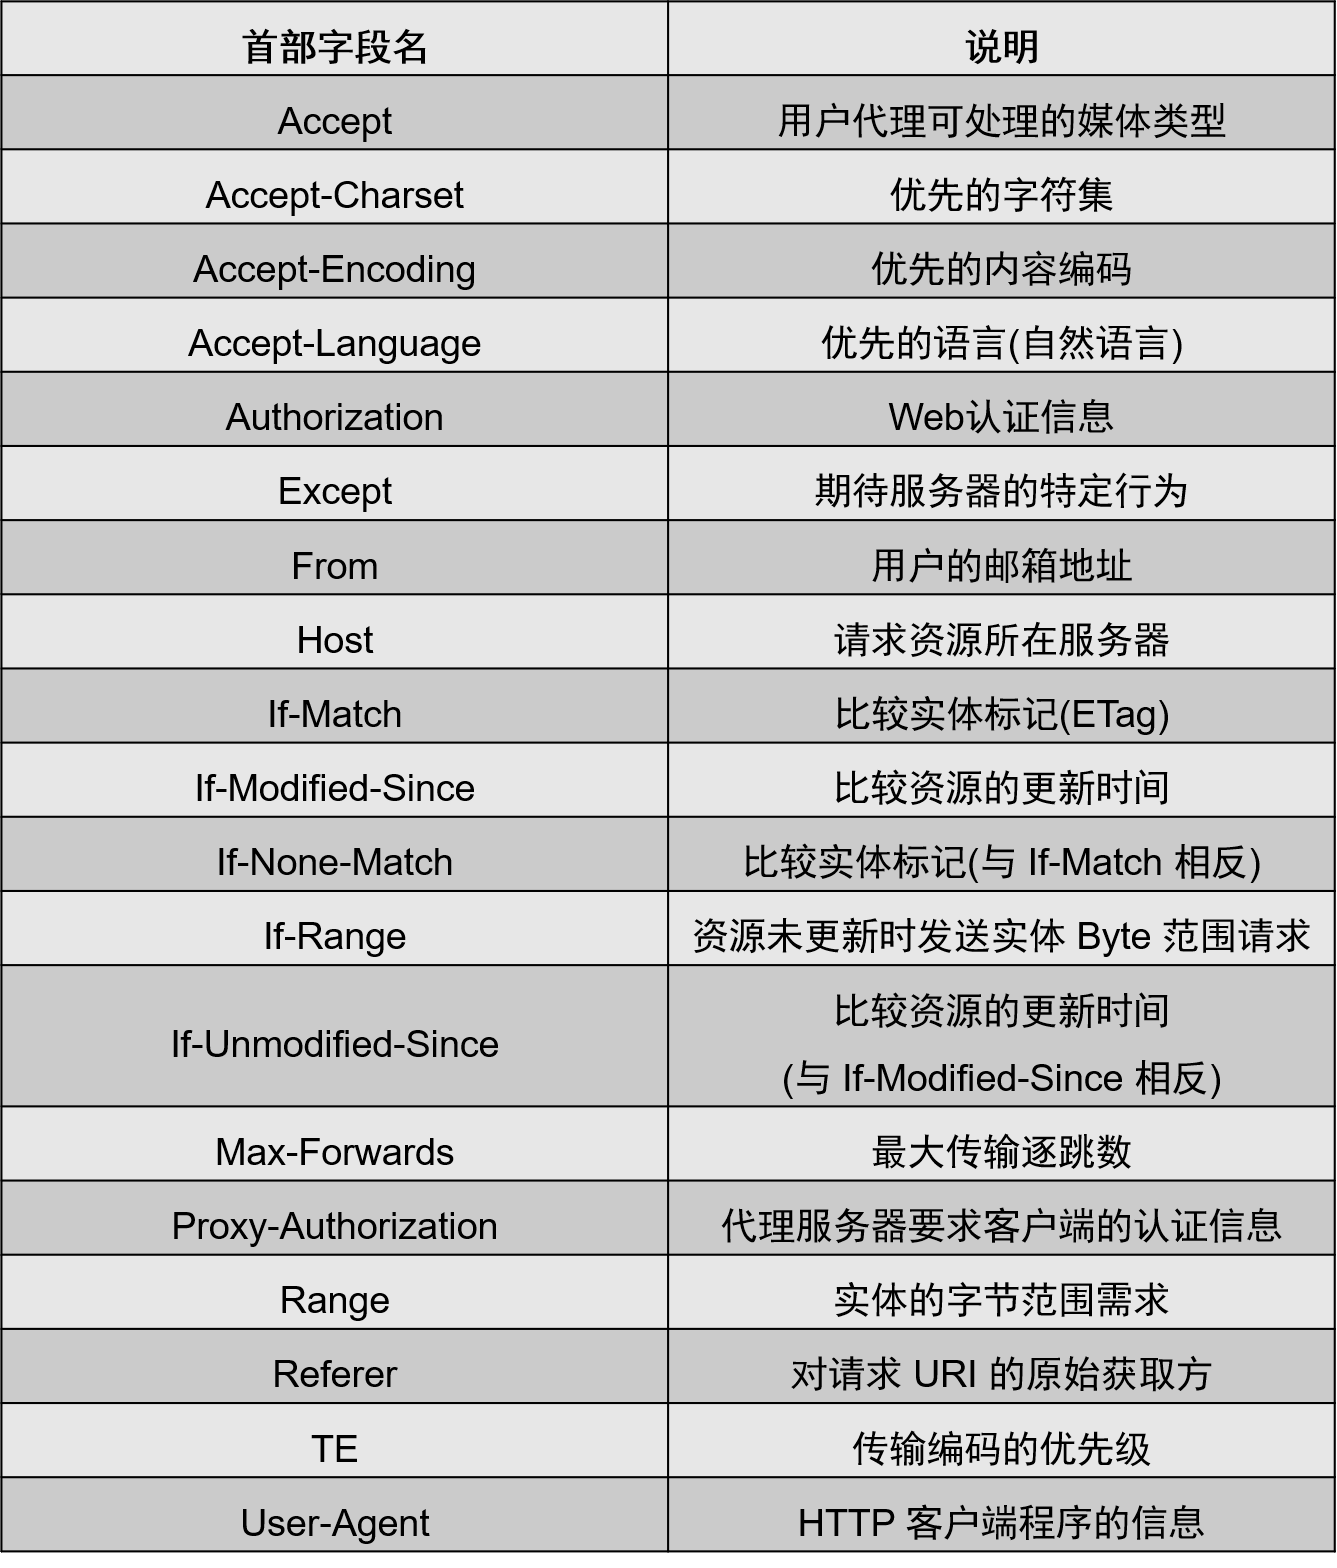 首部字段名 说明
Accept 用户代理可处理的媒体类型
Accept-Charset 优先的字符集
Accept-Encoding 优先的内容编码
Accept-Language 优先的语言(自然语言)
Authorization Web认证信息
Except 期待服务器的特定行为
From 用户的邮箱地址
Host 请求资源所在服务器
If-Match 比较实体标记(ETag)
If-Modified-Since 比较资源的更新时间
If-None-Match 比较实体标记(与 If-Match 相反)
If-Range 资源未更新时发送实体 Byte 范围请求
If-Unmodified-Since 比较资源的更新时间
(与 If-Modified-Since 相反)
Max-Forwards 最大传输逐跳数
Proxy-Authorization 代理服务器要求客户端的认证信息
Range 实体的字节范围需求
Referer 对请求 URI 的原始获取方
TE 传输编码的优先级
User-Agent HTTP 客户端程序的信息